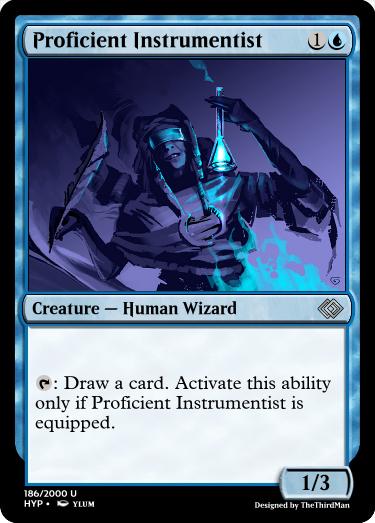 Proficient Instrumentist 1
Creature — Human Wizard
: Draw a card. Activate this ability
only if Proficient Instrumentist is
equipped.
1/3
186/2000 U
HYP • YLUM
Designed by TheThirdMan